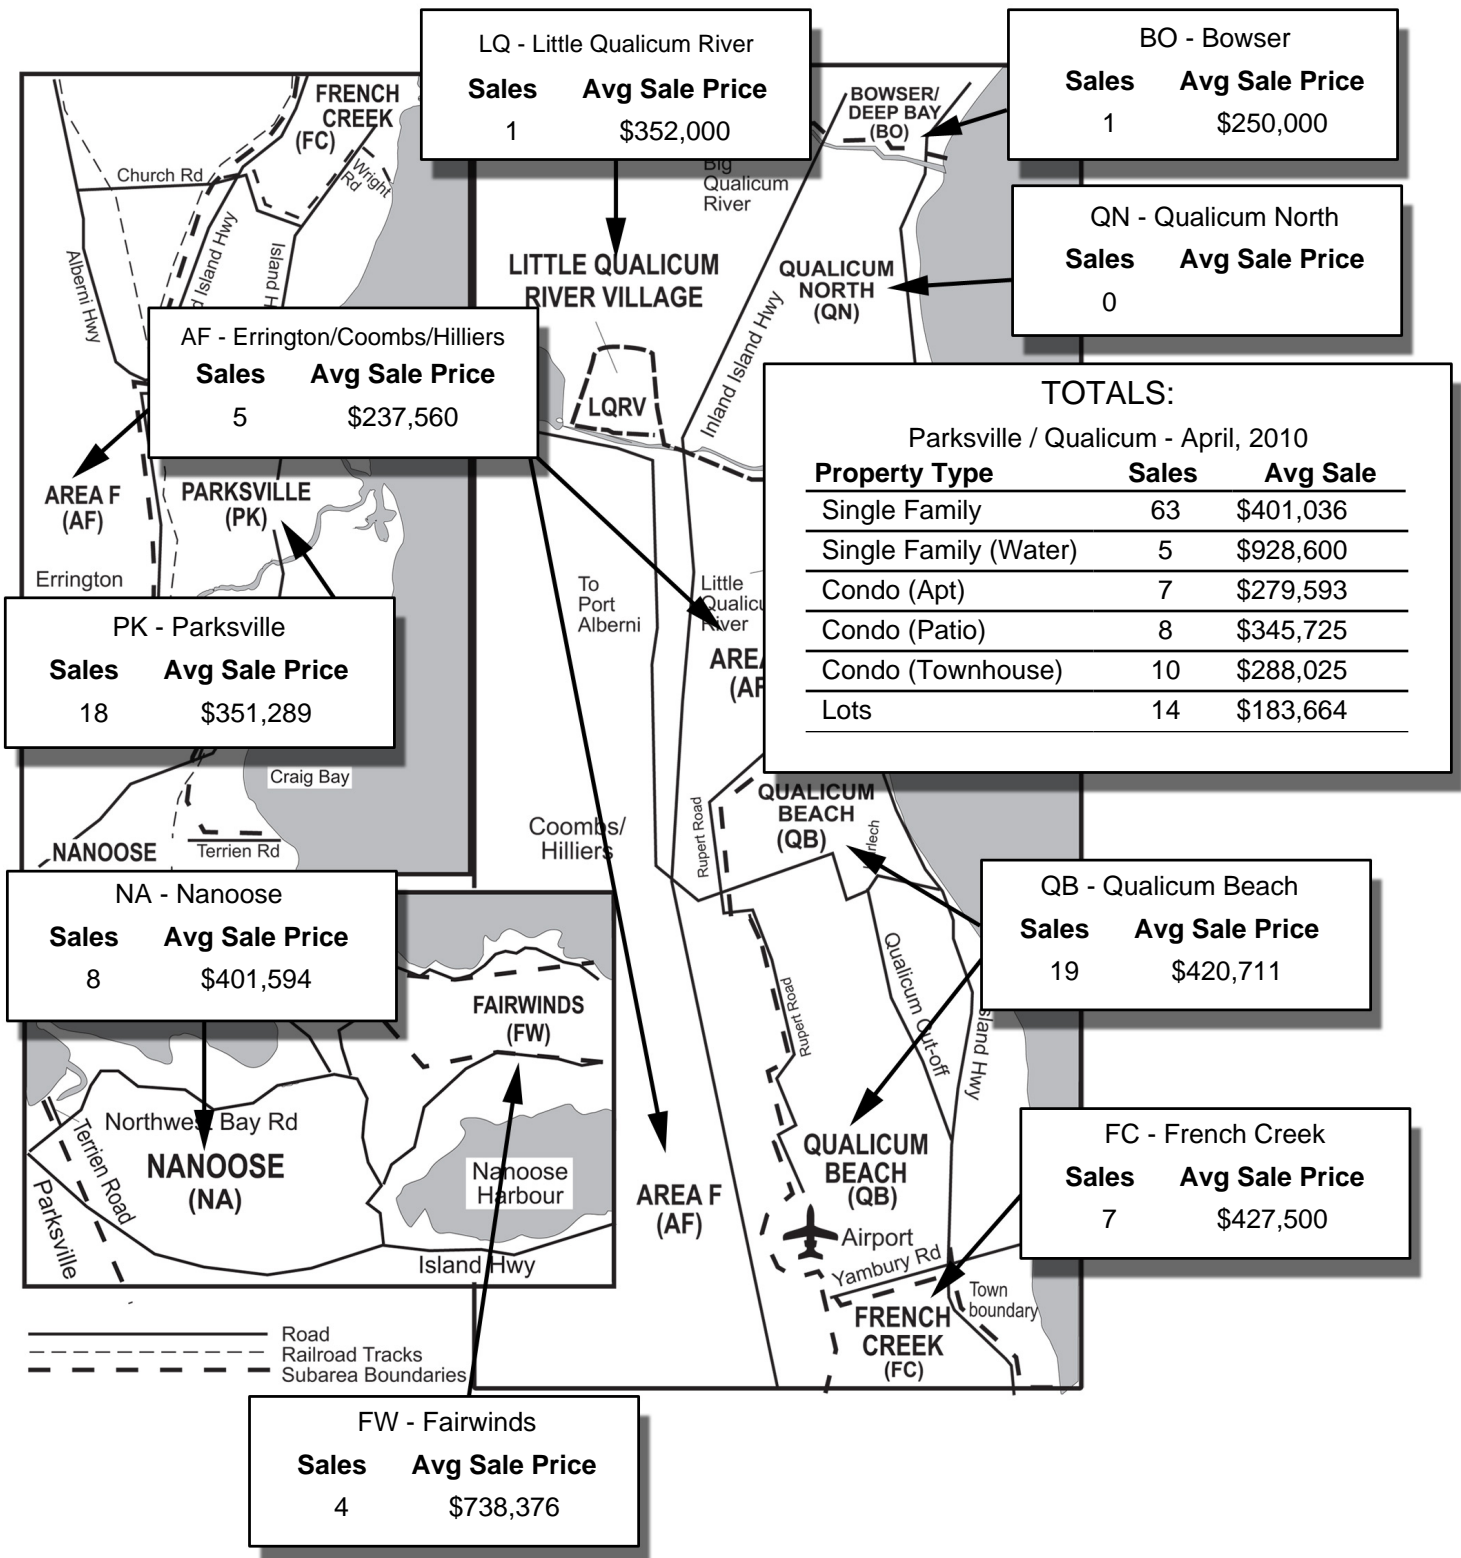 LQ - Little Qualicum River
Sales Avg Sale Price
1 $352,000
BO - Bowser
Sales Avg Sale Price
1 $250,000
QN - Qualicum North
Sales Avg Sale Price
0
AF - Errington/Coombs/Hilliers
Sales Avg Sale Price
5 $237,560
TOTALS:
Parksville / Qualicum - April, 2010
Property Type Sales Avg Sale
Single Family 63 $401,036
Single Family (Water) 5 $928,600
Condo (Apt) 7 $279,593
Condo (Patio) 8 $345,725
Condo (Townhouse) 10 $288,025
Lots 14 $183,664
PK - Parksville
Sales Avg Sale Price
18 $351,289
NA - Nanoose
Sales Avg Sale Price
8 $401,594
QB - Qualicum Beach
Sales Avg Sale Price
19 $420,711
FC - French Creek
Sales Avg Sale Price
7 $427,500
FW - Fairwinds
Sales Avg Sale Price
4 $738,376
FRENCH
CREEK
(FC)
Church Rd
Wright
Rd
Alberni Hwy
Island Hwy
Island H
AREA F
(AF)
PARKSVILLE
(PK)
Errington
Craig Bay
NANOOSE
Terrien Rd
Big
Qualicum
River
BOWSER/
DEEP BAY
(BO)
LITTLE QUALICUM
RIVER VILLAGE
QUALICUM
NORTH
(QN)
Inland Island Hwy
LQRV
To
Port
Alberni
Little
Qualicu
River
AREA
(AF
QUALICUM
BEACH
(QB)
Rupert Road
Coombs/
Hilliers
Rupert Road
Qualicum Cut-off
sland Hwy
FAIRWINDS
(FW)
Northwest Bay Rd
Terrien Road
Parksville
NANOOSE
(NA)
Nanoose
Harbour
Island Hwy
AREA F
(AF)
QUALICUM
BEACH
(QB)
Airport
Yambury Rd
Town
boundary
FRENCH
CREEK
(FC)
Road
Railroad Tracks
Subarea Boundaries